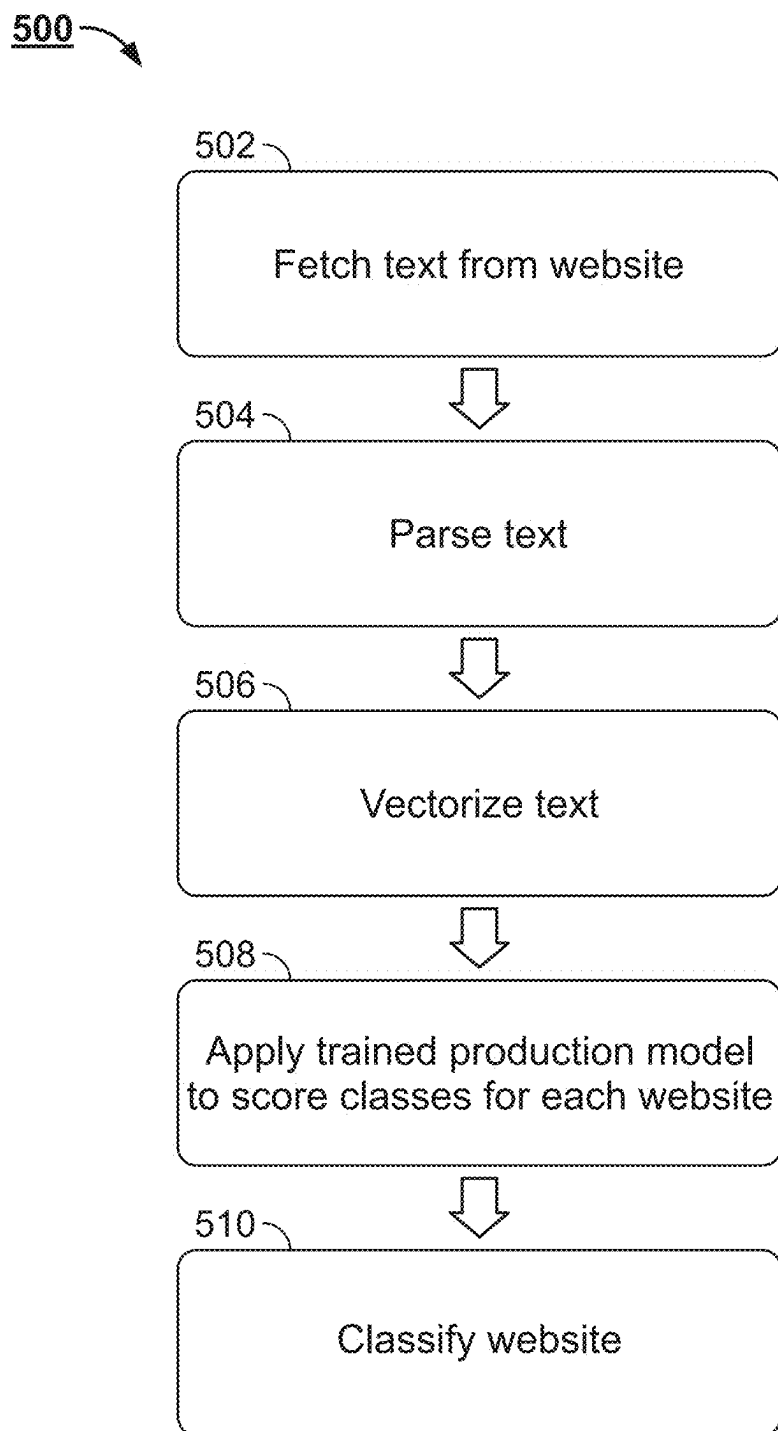 500
502
Fetch text from website
504
Parse text
506
Vectorize text
508
Apply trained production model
to score classes for each website
510
Classify website